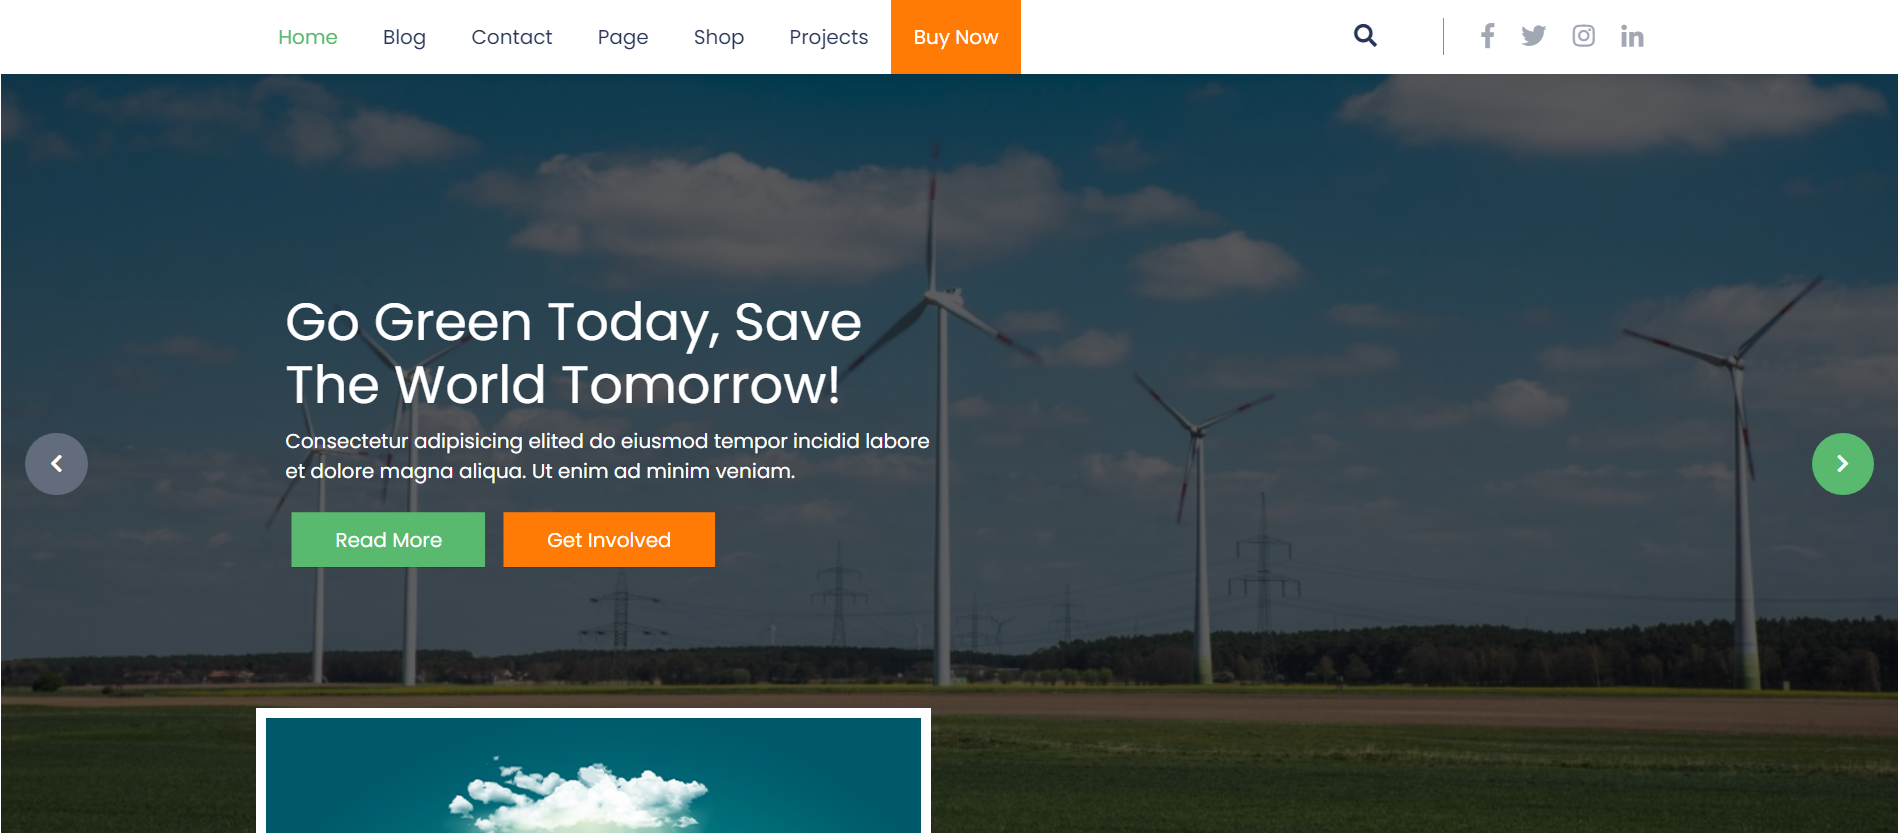 Home Blog Contact Page Shop Projects Buy Now
Go Green Today, Save
The World Tomorrow!
Consectetur adipisicing elited do eiusmod tempor incidid labore
et dolore magna aliqua. Ut enim ad minim veniam.
Read More Get Involved